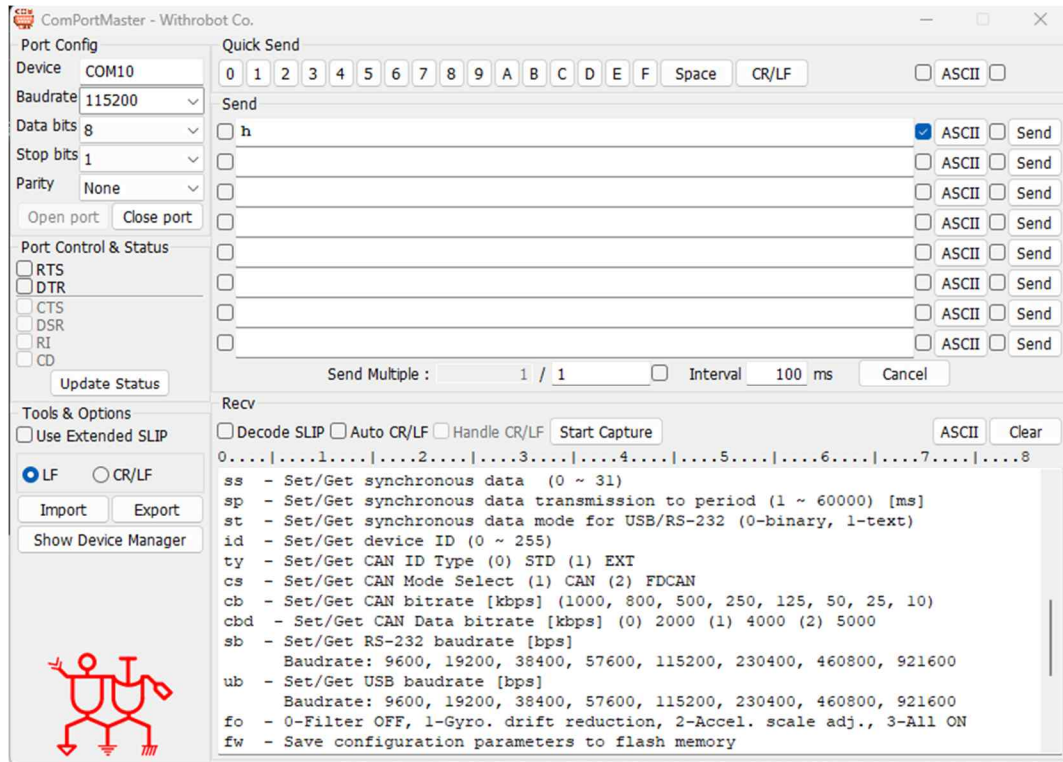 ComPortMaster - Withrobot Co.
Port Config
Device COM10
Baudrate 115200
Data bits 8
Stop bits 1
Parity None
Open port Close port
Port Control & Status
RTS
DTR
CTS
DSR
RI
CD
Update Status
Tools & Options
Use Extended SLIP
LF CR/LF
Import Export
Show Device Manager
Quick Send
0 1 2 3 4 5 6 7 8 9 A B C D E F Space CR/LF ASCII
Send
h ASCII Send
ASCII Send
ASCII Send
ASCII Send
ASCII Send
ASCII Send
ASCII Send
ASCII Send
Send Multiple : 1 / 1 Interval 100 ms Cancel
Recv
Decode SLIP Auto CR/LF Handle CR/LF Start Capture ASCII Clear
0....|....1....|....2....|....3....|....4....|....5....|....6....|....7....|....8
ss - Set/Get synchronous data (0 ~ 31)
sp - Set/Get synchronous data transmission to period (1 ~ 60000) [ms]
st - Set/Get synchronous data mode for USB/RS-232 (0-binary, 1-text)
id - Set/Get device ID (0 ~ 255)
ty - Set/Get CAN ID Type (0) STD (1) EXT
cs - Set/Get CAN Mode Select (1) CAN (2) FDCAN
cb - Set/Get CAN bitrate [kbps] (1000, 800, 500, 250, 125, 50, 25, 10)
cbd - Set/Get CAN Data bitrate [kbps] (0) 2000 (1) 4000 (2) 5000
sb - Set/Get RS-232 baudrate [bps]
Baudrate: 9600, 19200, 38400, 57600, 115200, 230400, 460800, 921600
ub - Set/Get USB baudrate [bps]
Baudrate: 9600, 19200, 38400, 57600, 115200, 230400, 460800, 921600
fo - 0-Filter OFF, 1-Gyro. drift reduction, 2-Accel. scale adj., 3-All ON
fw - Save configuration parameters to flash memory